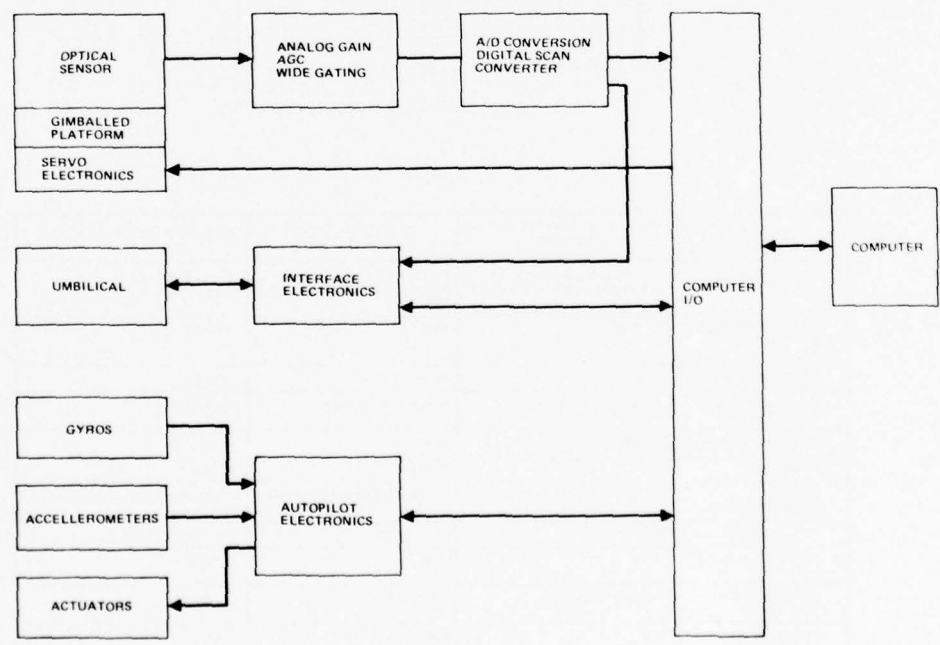 OPTICAL
SENSOR
ANALOG GAIN
AGC
WIDE GATING
A/D CONVERSION
DIGITAL SCAN
CONVERTER
GIMBALLED
PLATFORM
SERVO
ELECTRONICS
UMBILICAL
INTERFACE
ELECTRONICS
COMPUTER
I/O
COMPUTER
GYROS
ACCELLEROMETERS
AUTOPILOT
ELECTRONICS
ACTUATORS